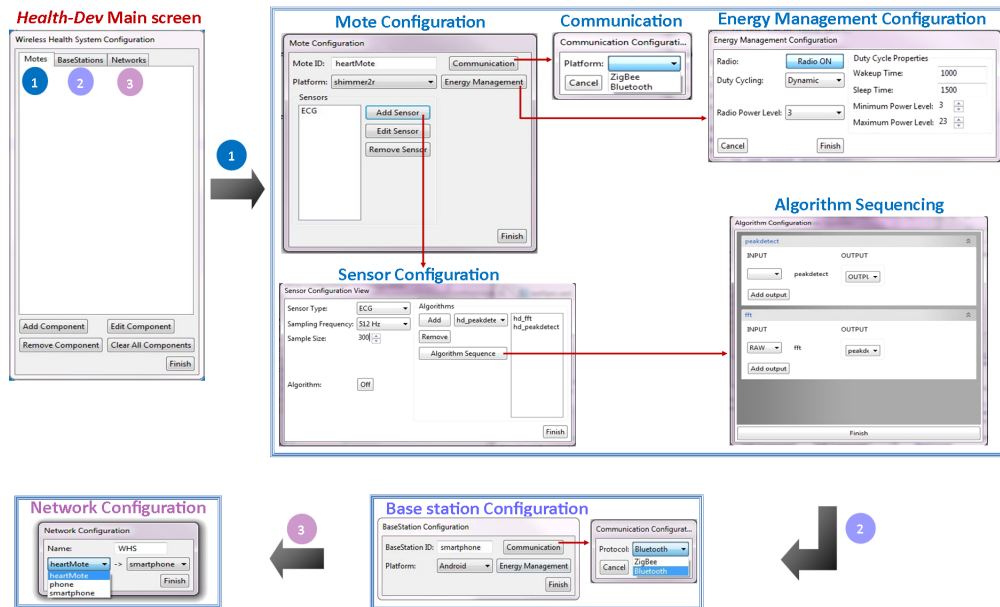 Health-Dev Main screen
Wireless Health System Configuration
Motes BaseStations Networks
1 2 3
Add Component Edit Component
Remove Component Clear All Components
Finish
1
Mote Configuration
Mote Configuration
Mote ID: heartMote Communication
Platform: shimmer2r Energy Management
Sensors
ECG
Add Sensor
Edit Sensor
Remove Sensor
Finish
Communication
Communication Configurati...
Platform:
ZigBee
Bluetooth
Cancel
Energy Management Configuration
Energy Management Configuration
Radio: Radio ON
Duty Cycling: Dynamic
Radio Power Level: 3
Duty Cycle Properties
Wakeup Time: 1000
Sleep Time: 1500
Minimum Power Level: 3
Maximum Power Level: 23
Cancel Finish
Sensor Configuration
Sensor Configuration View
Sensor Type: ECG
Sampling Frequency: 512 Hz
Sample Size: 300
Algorithm: Off
Algorithms
Add hd_peakdete
Remove
Algorithm Sequence
hd_fft
hd_peakdetect
Finish
Algorithm Sequencing
Algorithm Configuration
peakdetect
INPUT OUTPUT
peakdetect OUTPL
Add output
fft
INPUT OUTPUT
RAW fft peakde
Add output
Finish
2
Base station Configuration
BaseStation Configuration
BaseStation ID: smartphone Communication
Platform: Android Energy Management
Finish
Communication Configurat...
Protocol: Bluetooth
ZigBee
Bluetooth
Cancel
3
Network Configuration
Network Configuration
Name: WHS
heartMote -> smartphone
heartMote
phone
smartphone
Finish